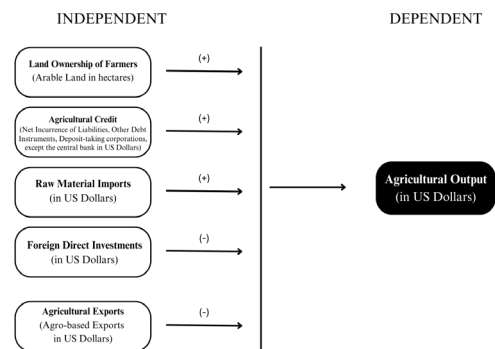 INDEPENDENT
DEPENDENT
Land Ownership of Farmers
(Arable Land in hectares)
(+)
Agricultural Credit
(Net Incurrence of Liabilities, Other Debt
Instruments, Deposit-taking corporations,
except the central bank in US Dollars)
(+)
Raw Material Imports
(in US Dollars)
(+)
Agricultural Output
(in US Dollars)
Foreign Direct Investments
(in US Dollars)
(-)
Agricultural Exports
(Agro-based Exports
in US Dollars)
(-)